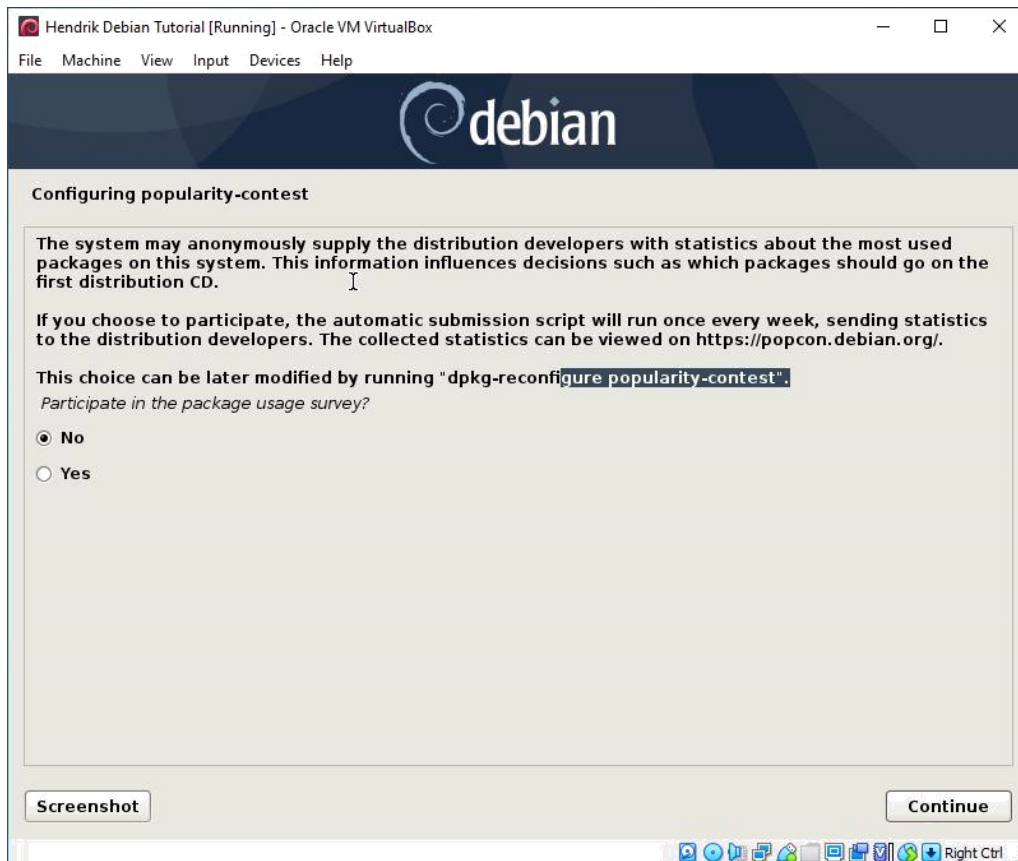 Hendrik Debian Tutorial [Running] - Oracle VM VirtualBox
File Machine View Input Devices Help
debian
Configuring popularity-contest
The system may anonymously supply the distribution developers with statistics about the most used
packages on this system. This information influences decisions such as which packages should go on the
first distribution CD.
If you choose to participate, the automatic submission script will run once every week, sending statistics
to the distribution developers. The collected statistics can be viewed on https://popcon.debian.org/.
This choice can be later modified by running "dpkg-reconfigure popularity-contest".
Participate in the package usage survey?
No
Yes
Screenshot
Continue
Right Ctrl